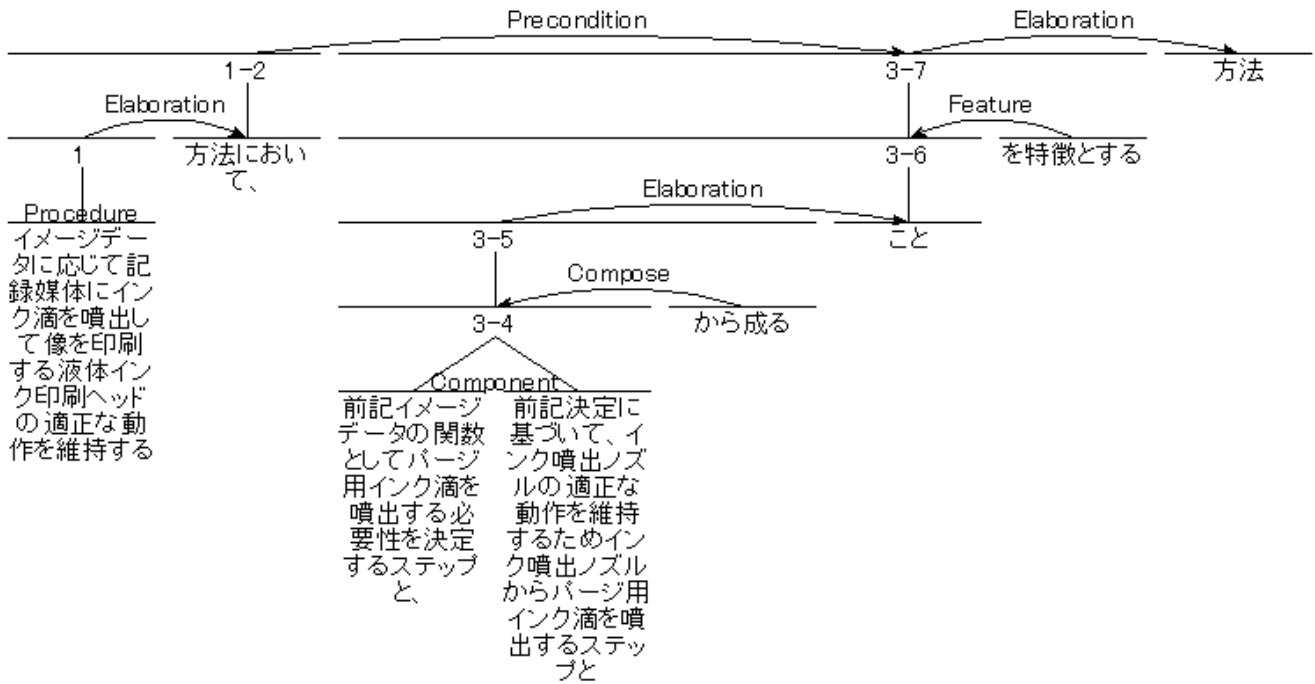 Precondition
Elaboration
1-2
3-7
方法
Elaboration
Feature
1
方法におい
て、
3-6
を特徴とする
Elaboration
Procedure
イメージデー
タに応じて記
録媒体にイン
ク滴を噴出し
て像を印刷
する液体イン
ク印刷ヘッド
の適正な動
作を維持する
3-5
こと
Compose
3-4
から成る
Component
前記イメージ
データの関数
としてパージ
用インク滴を
噴出する必
要性を決定
するステップ
と、
前記決定に
基づいて、イ
ンク噴出ノズ
ルの適正な
動作を維持
するためイン
ク噴出ノズル
からパージ用
インク滴を噴
出するステッ
プと